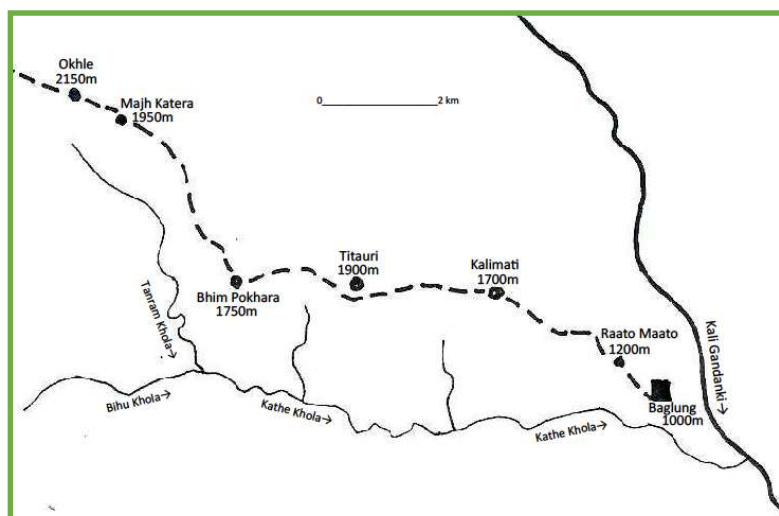 Okhle
2150m
Majh Katera
1950m
0 2 km
Titauri
1900m
Kalimati
1700m
Bhim Pokhara
1750m
Raato Maato
1200m
Baglung
1000m
Tanram Khola→
Bihu Khola→
Kathe Khola→
Kathe Khola→
Kali Gandanki→